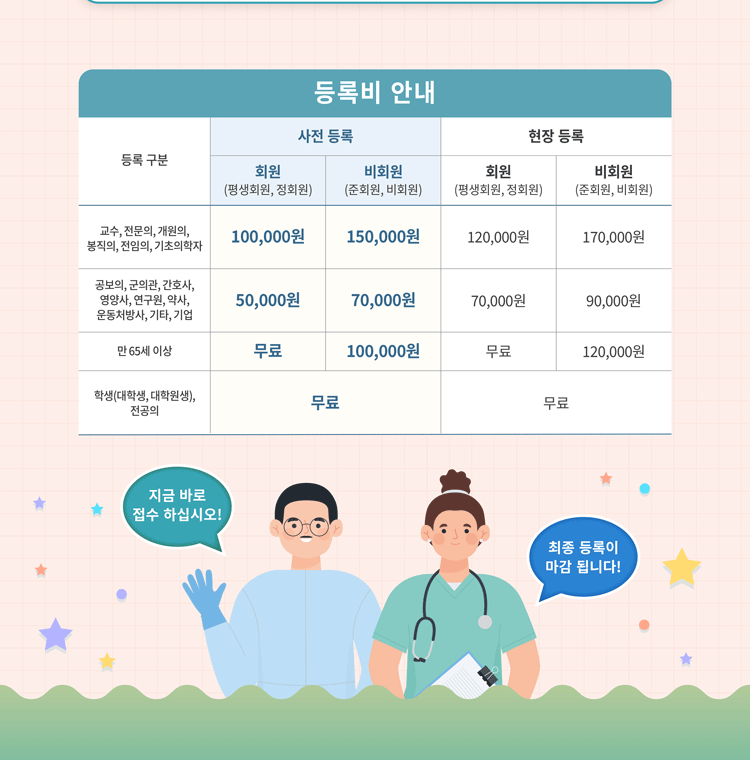 등록비 안내
등록 구분
사전 등록
현장 등록
회원
(평생회원, 정회원)
비회원
(준회원, 비회원)
회원
(평생회원, 정회원)
비회원
(준회원, 비회원)
교수, 전문의, 개원의,
봉직의, 전임의, 기초의학자
100,000원
150,000원
120,000원
170,000원
공보의, 군의관, 간호사,
영양사, 연구원, 약사,
운동처방사, 기타, 기업
50,000원
70,000원
70,000원
90,000원
만 65세 이상
무료
100,000원
무료
120,000원
학생(대학생, 대학원생),
전공의
무료
무료
지금 바로
접수 하십시오!
최종 등록이
마감 됩니다!